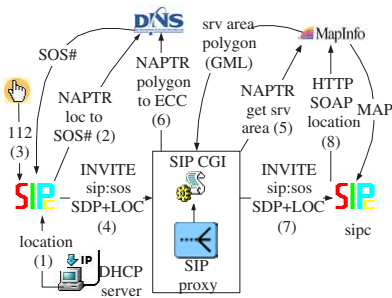 DNS
srv area
polygon
(GML)
MapInfo
SOS#
NAPTR
loc to
SOS# (2)
NAPTR
polygon
to ECC
(6)
NAPTR
get srv
area (5)
HTTP
SOAP
location
(8)
MAP
112
(3)
SIP
INVITE
sip:sos
SDP+LOC
(4)
SIP CGI
SIP
proxy
INVITE
sip:sos
SDP+LOC
(7)
SIP
sipc
location
(1)
IP
DHCP
server